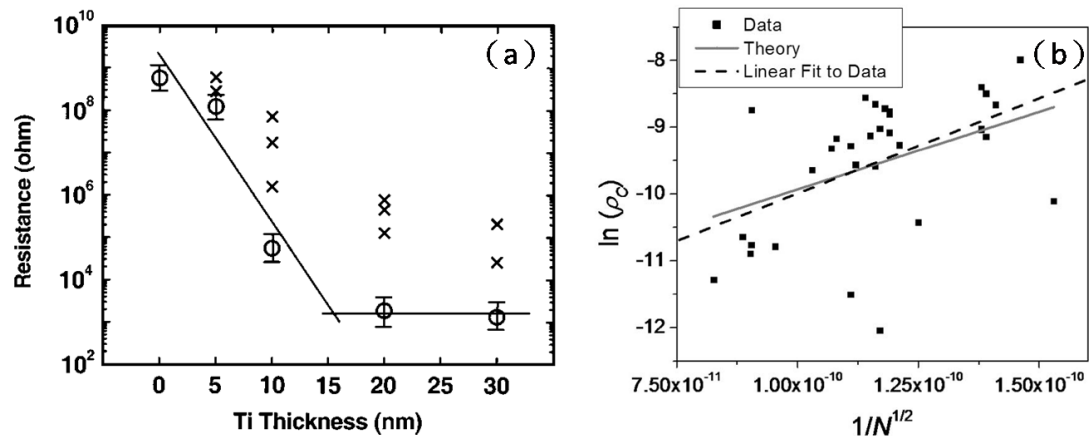 (a)
Resistance (ohm)
10^10
10^8
10^6
10^4
10^2
0 5 10 15 20 25 30
Ti Thickness (nm)
(b)
Data
Theory
Linear Fit to Data
ln (ρC)
-8
-9
-10
-11
-12
7.50x10^-11 1.00x10^-10 1.25x10^-10 1.50x10^-10
1/N^1/2